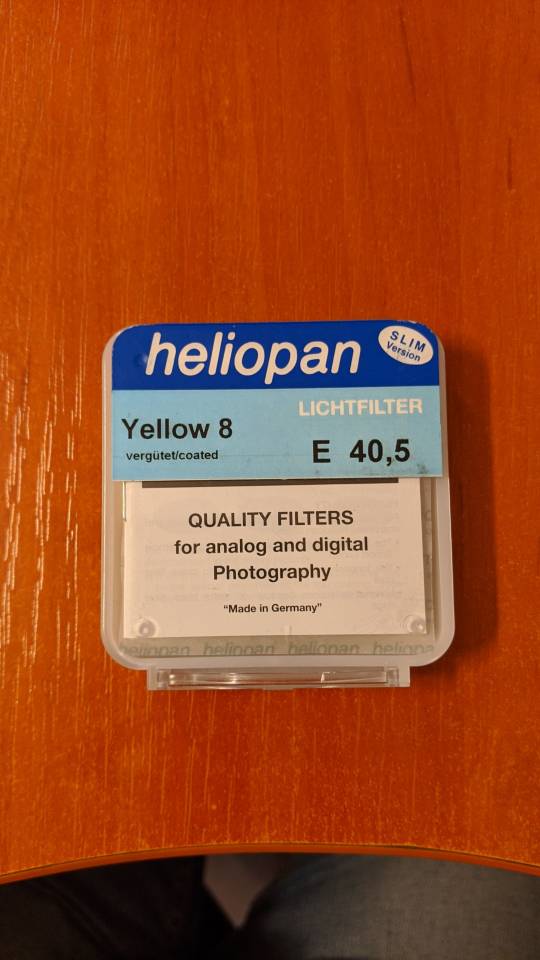 heliopan
SLIM
Version
LICHTFILTER
Yellow 8
vergütet/coated
E 40,5
QUALITY FILTERS
for analog and digital
Photography
“Made in Germany”
heliopan heliopan heliopan heliopan